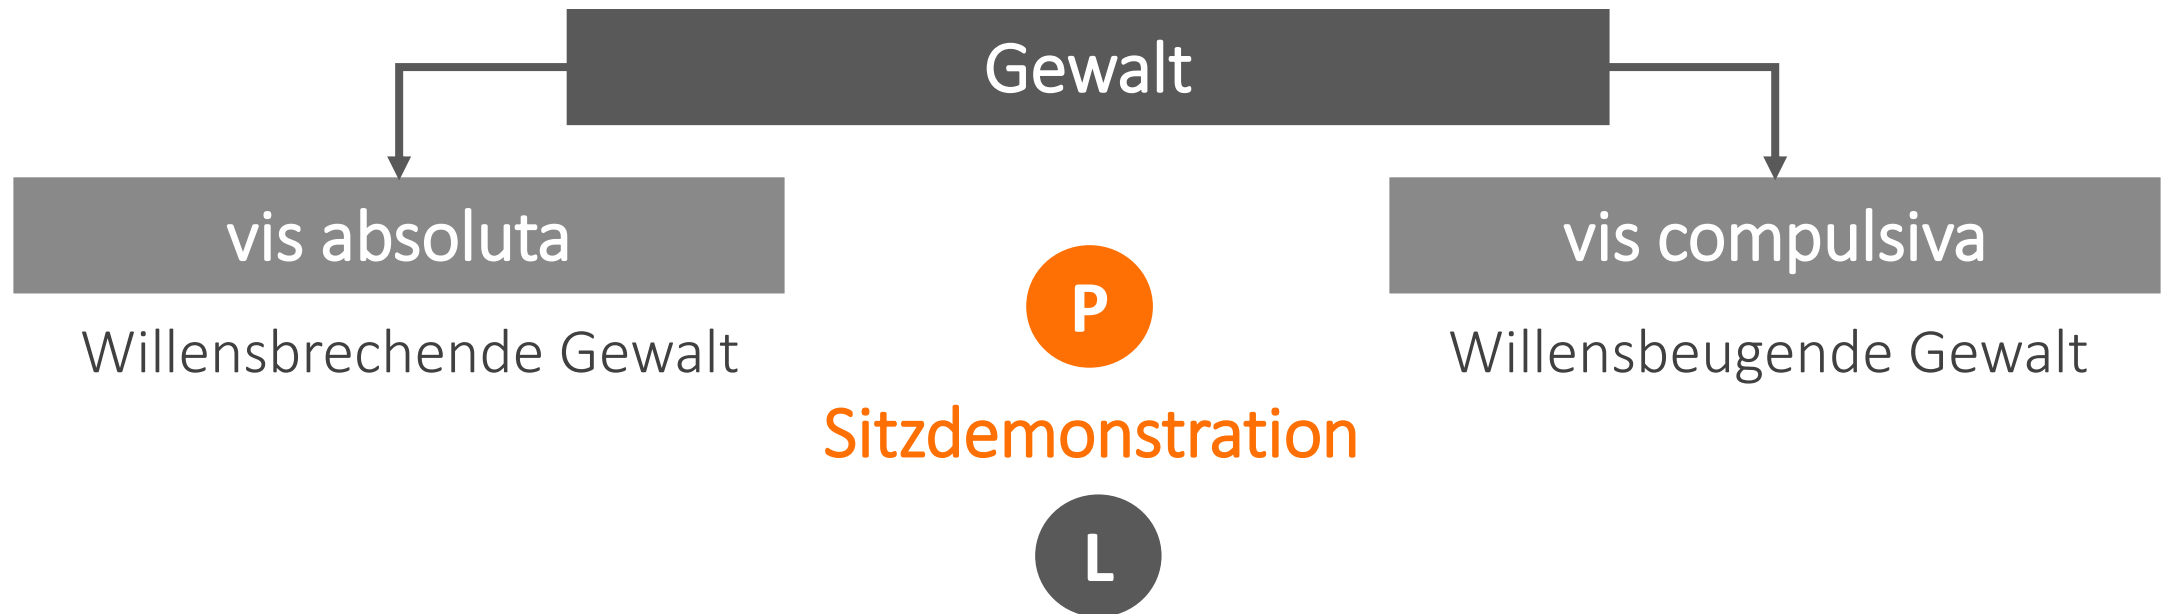 Gewalt
vis absoluta
vis compulsiva
P
Willensbrechende Gewalt
Willensbeugende Gewalt
Sitzdemonstration
L